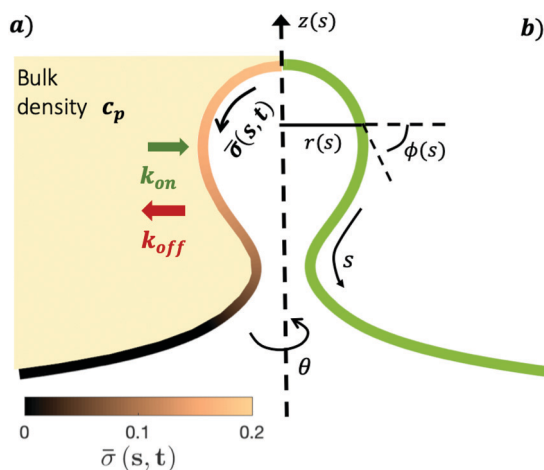 a)
z(s)
b)
Bulk
density c_p
σ̅(s,t)
r(s)
ϕ(s)
k_on
k_off
s
θ
0 0.1 0.2
σ̅ (s, t)